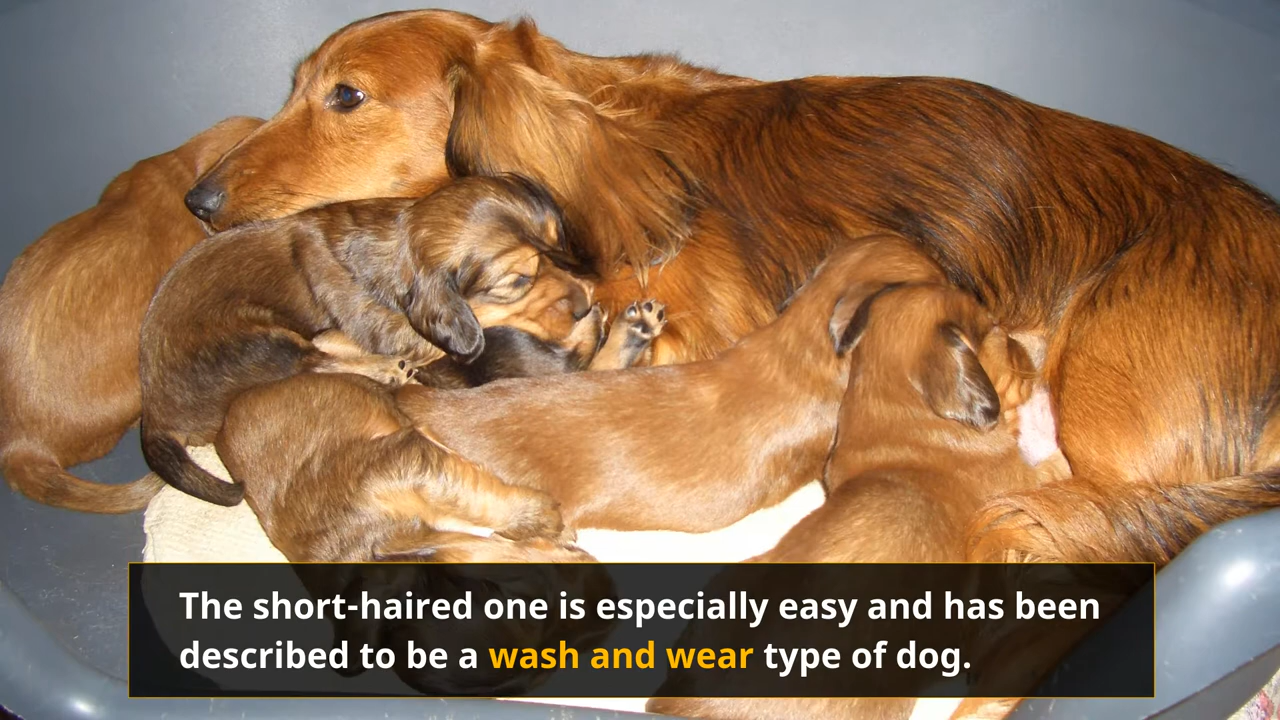 The short-haired one is especially easy and has been
described to be a wash and wear type of dog.